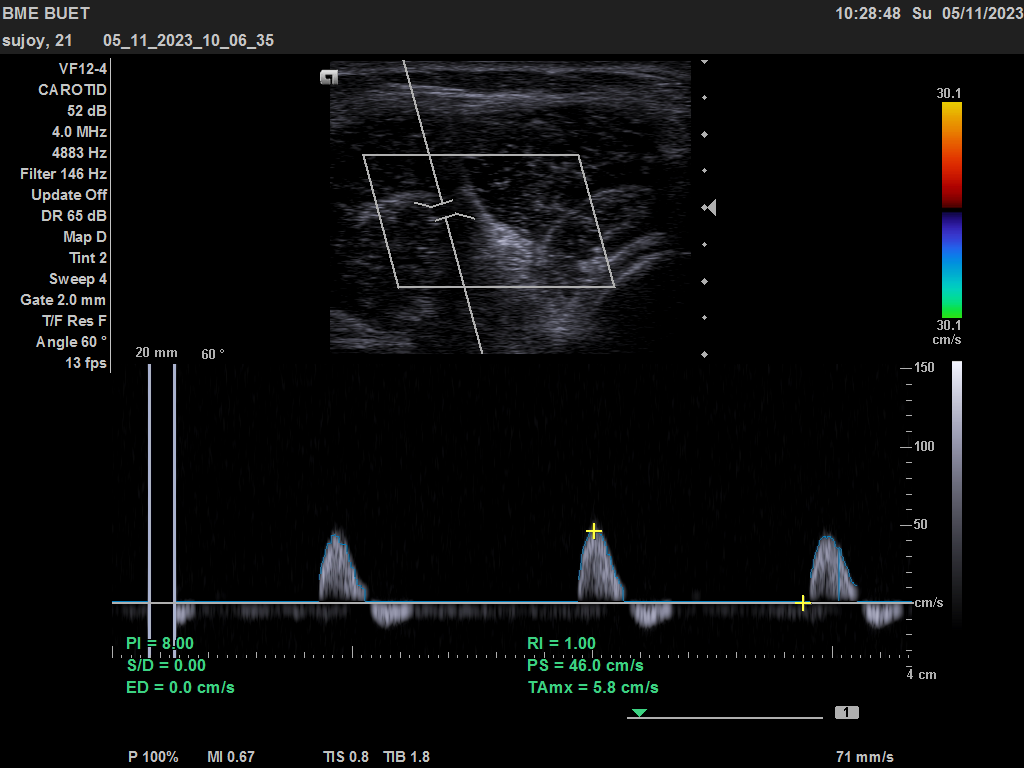 BME BUET 10:28:48 Su 05/11/2023
sujoy, 21 05_11_2023_10_06_35
VF12-4
CAROTID
52 dB
4.0 MHz
4883 Hz
Filter 146 Hz
Update Off
DR 65 dB
Map D
Tint 2
Sweep 4
Gate 2.0 mm
T/F Res F
Angle 60 °
13 fps
30.1
30.1
cm/s
20 mm 60 °
150
100
50
cm/s
4 cm
PI = 8.00
S/D = 0.00
ED = 0.0 cm/s
RI = 1.00
PS = 46.0 cm/s
TAmx = 5.8 cm/s
1
P 100% MI 0.67 TIS 0.8 TIB 1.8 71 mm/s